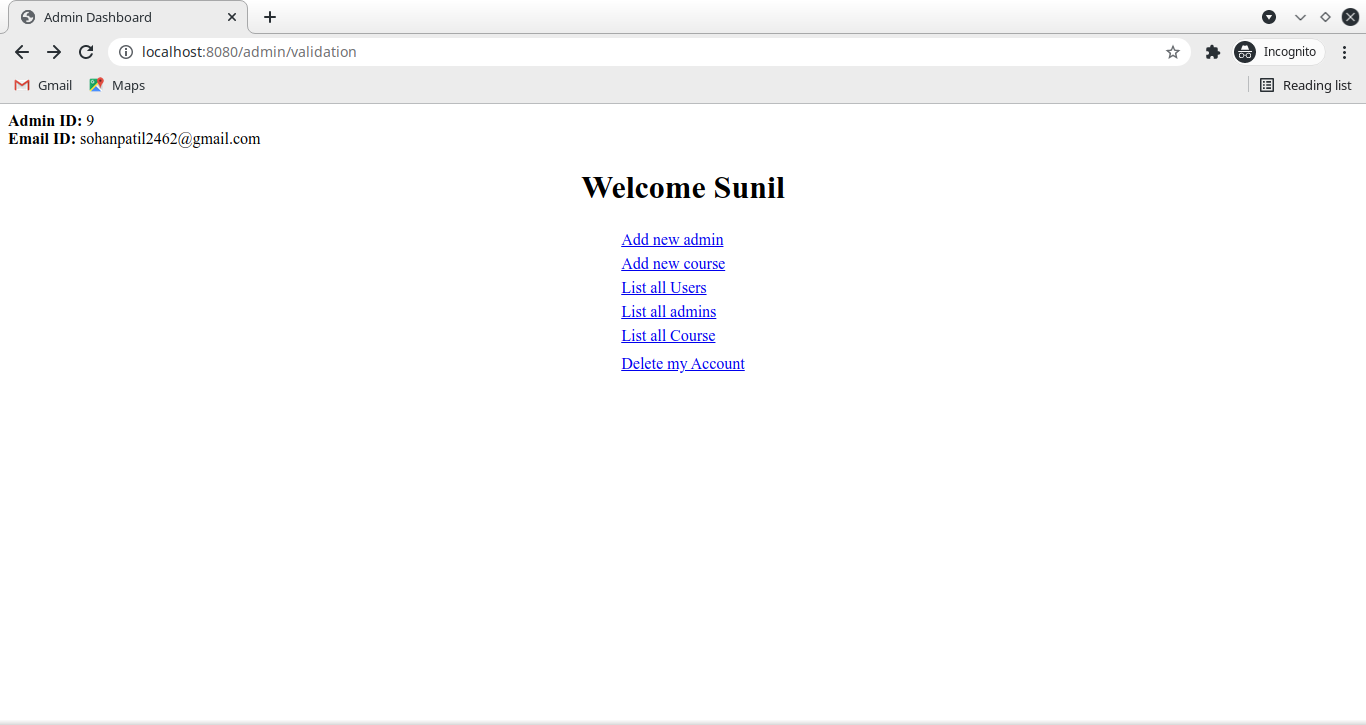 Admin Dashboard
localhost:8080/admin/validation
Incognito
Gmail Maps Reading list
Admin ID: 9
Email ID: sohanpatil2462@gmail.com
Welcome Sunil
Add new admin
Add new course
List all Users
List all admins
List all Course
Delete my Account